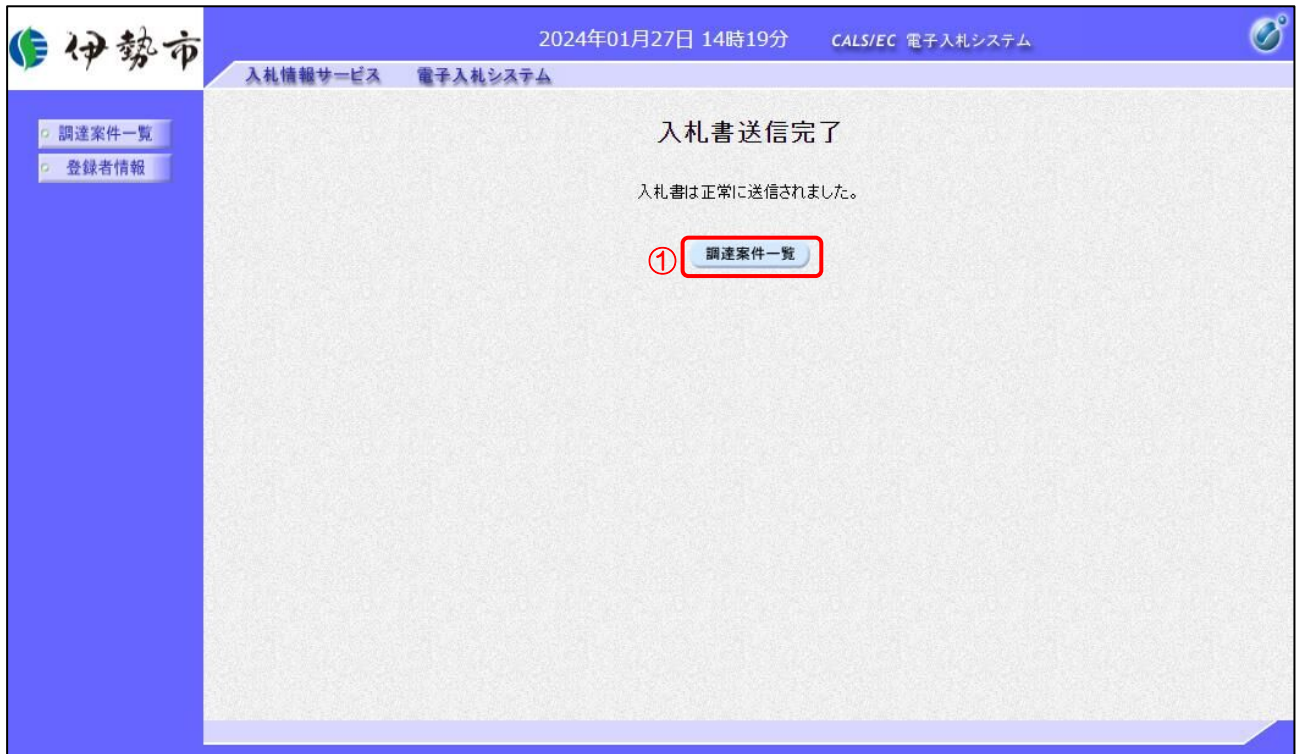 伊勢市
2024年01月27日 14時19分 CALS/EC 電子入札システム
入札情報サービス 電子入札システム
調達案件一覧
登録者情報
入札書送信完了
入札書は正常に送信されました。
① 調達案件一覧